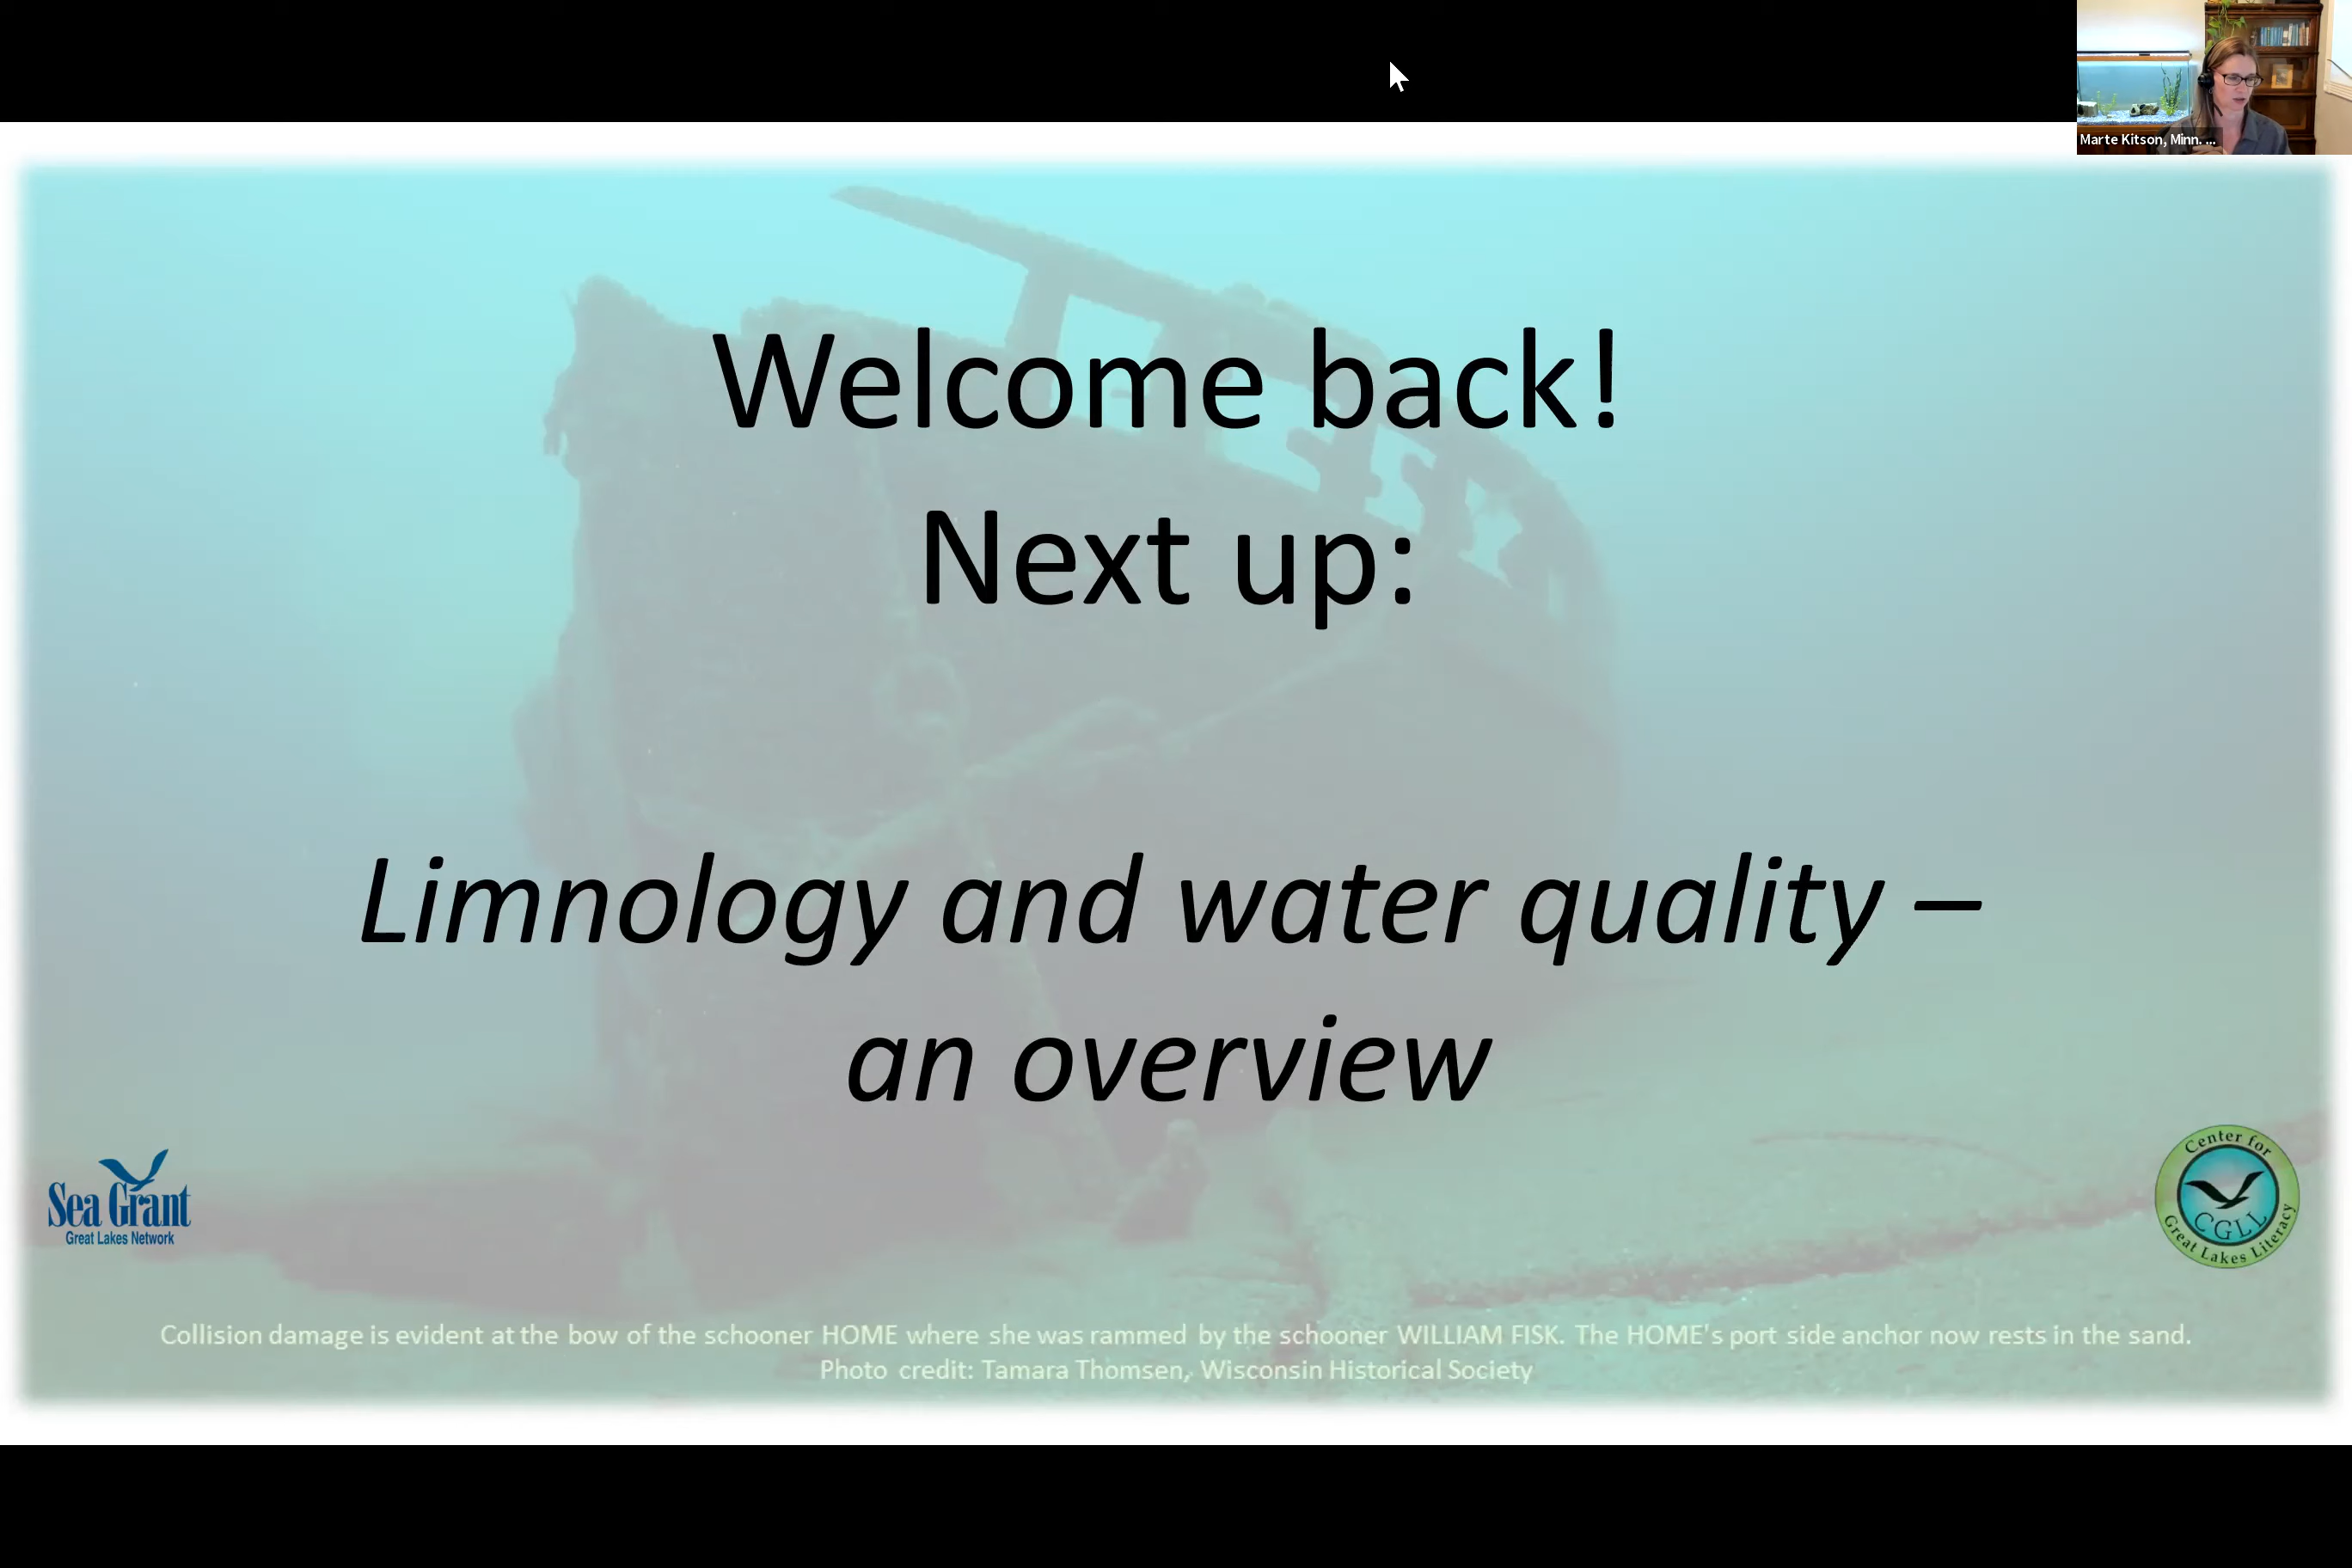 Marte Kitson, Minn. ...
Welcome back!
Next up:
Limnology and water quality –
an overview
Sea Grant
Great Lakes Network
Center for
CGLL
Great Lakes Literacy
Collision damage is evident at the bow of the schooner HOME where she was rammed by the schooner WILLIAM FISK. The HOME's port side anchor now rests in the sand.
Photo credit: Tamara Thomsen, Wisconsin Historical Society